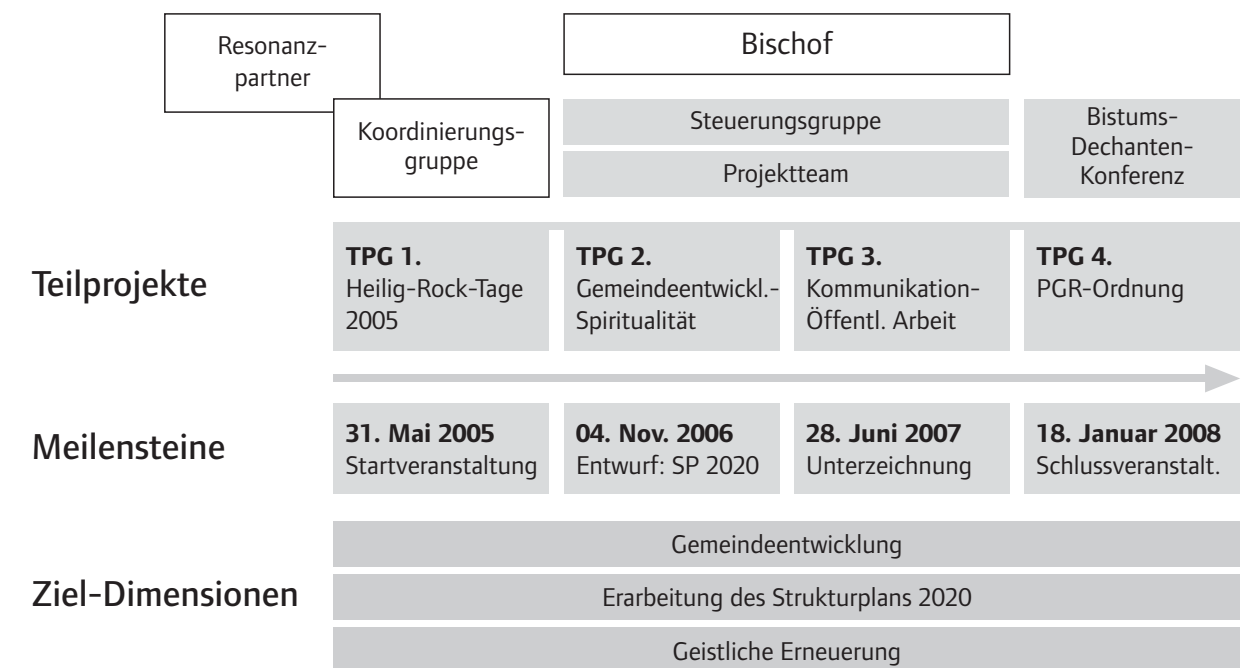 Resonanz-
partner
Bischof
Koordinierungs-
gruppe
Steuerungsgruppe
Projektteam
Bistums-
Dechanten-
Konferenz
Teilprojekte
TPG 1.
Heilig-Rock-Tage
2005
TPG 2.
Gemeindeentwickl.-
Spiritualität
TPG 3.
Kommunikation-
Öffentl. Arbeit
TPG 4.
PGR-Ordnung
Meilensteine
31. Mai 2005
Startveranstaltung
04. Nov. 2006
Entwurf: SP 2020
28. Juni 2007
Unterzeichnung
18. Januar 2008
Schlussveranstalt.
Ziel-Dimensionen
Gemeindeentwicklung
Erarbeitung des Strukturplans 2020
Geistliche Erneuerung